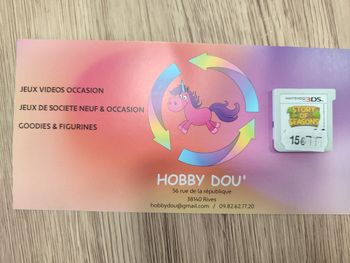 JEUX VIDEOS OCCASION
JEUX DE SOCIETE NEUF & OCCASION
GOODIES & FIGURINES
HOBBY DOU'
56 rue de la république
38140 Rives
hobbydou@gmail.com / 09.82.62.77.20
NINTENDO 3DS
STORY
OF
SEASONS
15€